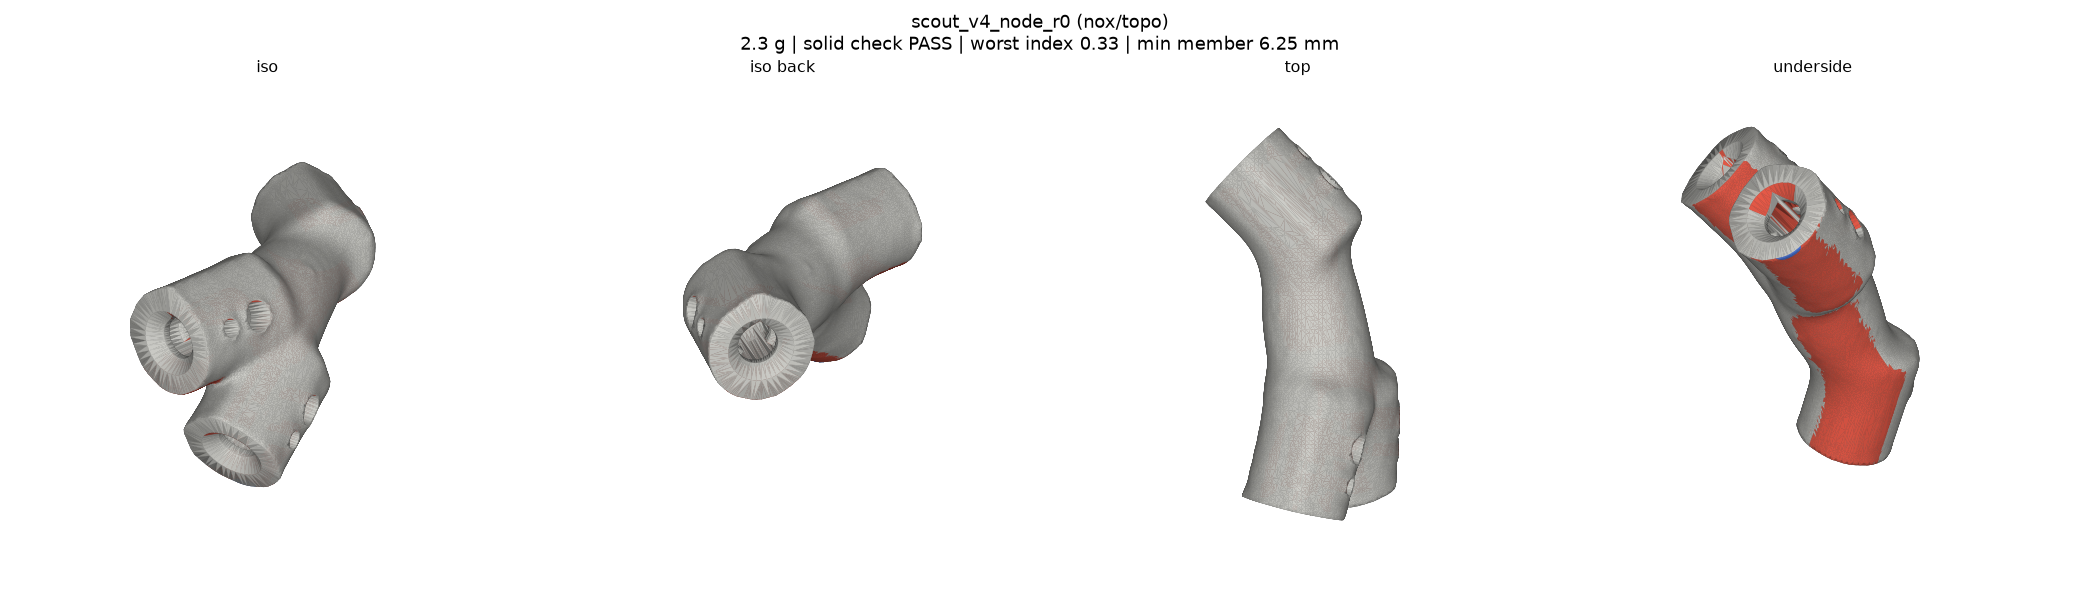 scout_v4_node_r0 (nox/topo)
2.3 g | solid check PASS | worst index 0.33 | min member 6.25 mm
iso
iso back
top
underside